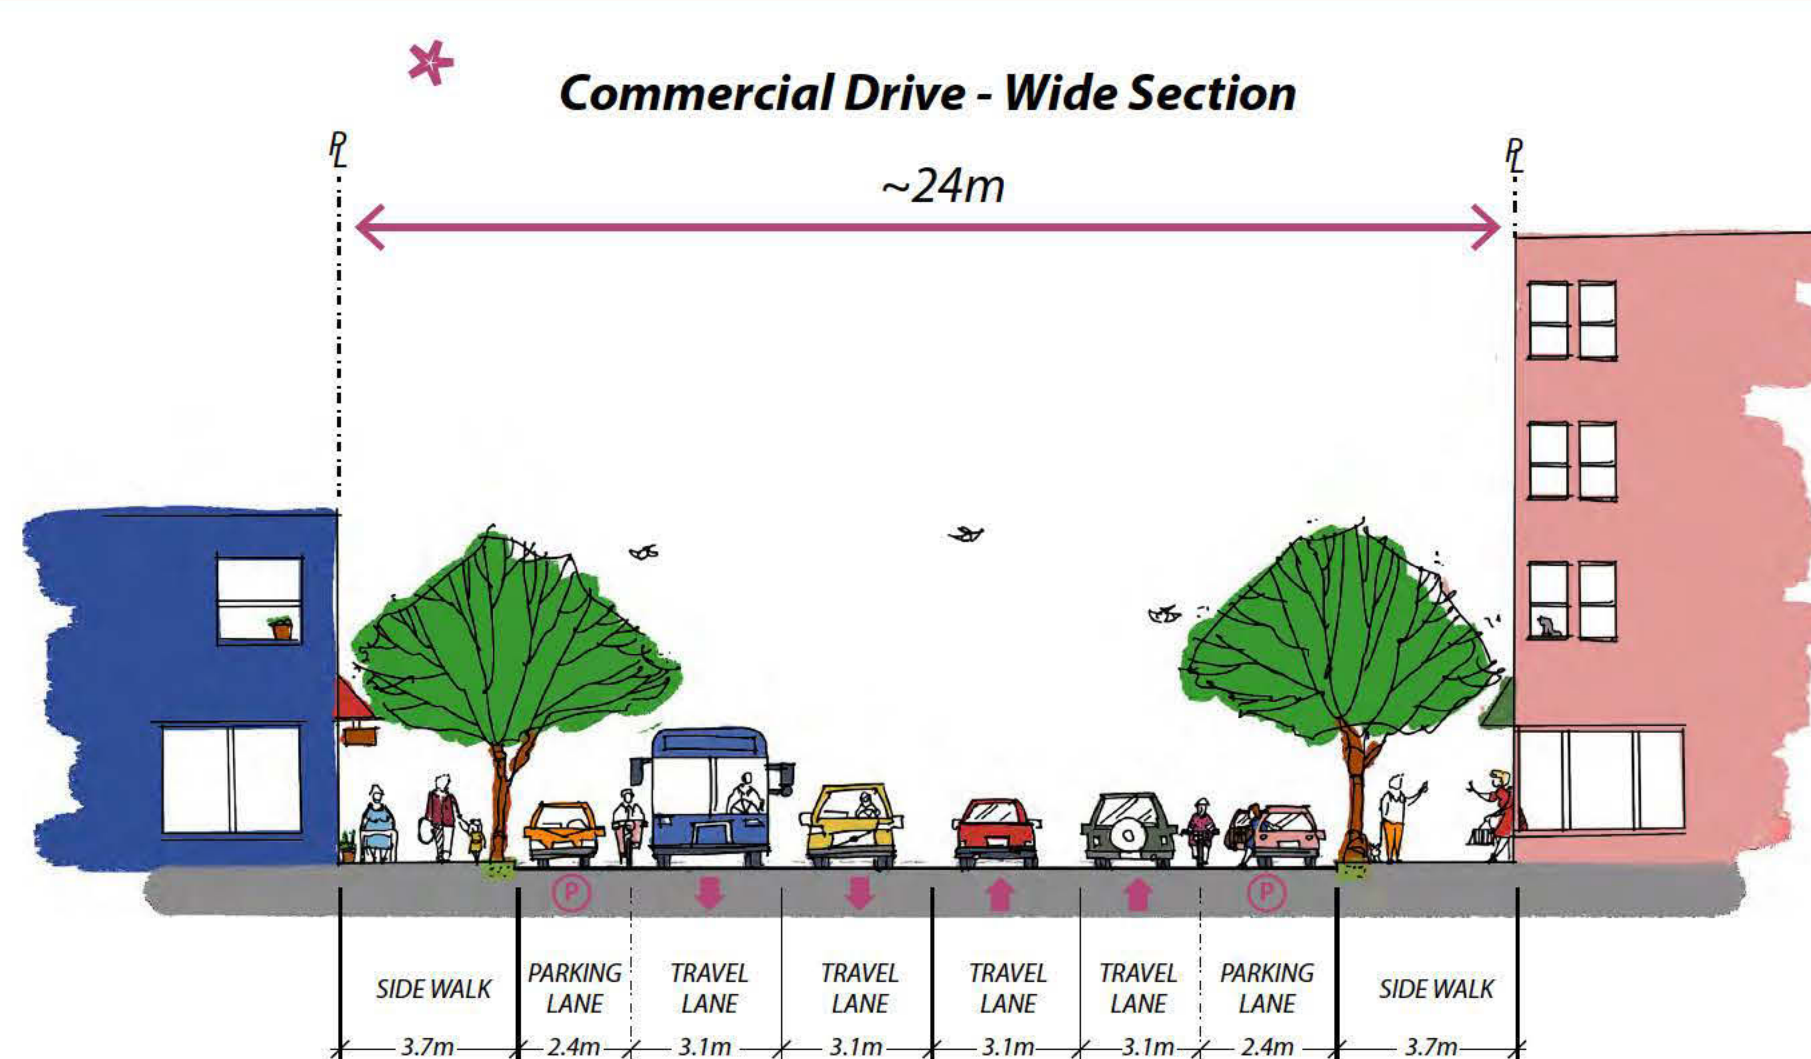 Commercial Drive - Wide Section
PL
PL
~24m
P
P
SIDE WALK
PARKING
LANE
TRAVEL
LANE
TRAVEL
LANE
TRAVEL
LANE
TRAVEL
LANE
PARKING
LANE
SIDE WALK
3.7m
2.4m
3.1m
3.1m
3.1m
3.1m
2.4m
3.7m